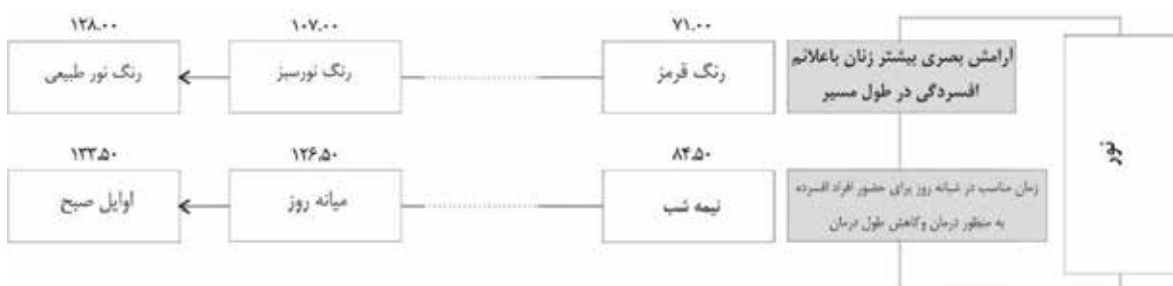 نور
آرامش بصری بیشتر زنان باعلائم
افسردگی در طول مسیر
۷۱.۰۰
رنگ قرمز
۱۰۷.۰۰
رنگ نورسبز
۱۲۸.۰۰
رنگ نور طبیعی
زمان مناسب در شبانه روز برای حضور افراد افسرده
به منظور درمان وکاهش طول درمان
۸۴.۵۰
نیمه شب
۱۲۶.۵۰
میانه روز
۱۳۳.۵۰
اوایل صبح